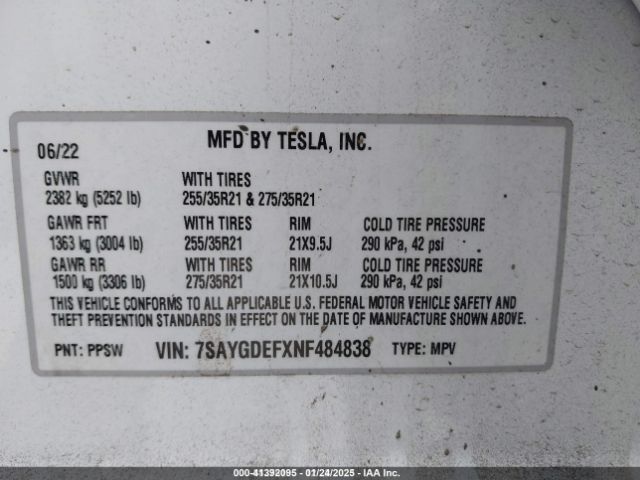 06/22 MFD BY TESLA, INC.
GVWR WITH TIRES
2382 kg (5252 lb) 255/35R21 & 275/35R21
GAWR FRT WITH TIRES RIM COLD TIRE PRESSURE
1363 kg (3004 lb) 255/35R21 21X9.5J 290 kPa, 42 psi
GAWR RR WITH TIRES RIM COLD TIRE PRESSURE
1500 kg (3306 lb) 275/35R21 21X10.5J 290 kPa, 42 psi
THIS VEHICLE CONFORMS TO ALL APPLICABLE U.S. FEDERAL MOTOR VEHICLE SAFETY AND
THEFT PREVENTION STANDARDS IN EFFECT ON THE DATE OF MANUFACTURE SHOWN ABOVE.
PNT: PPSW VIN: 7SAYGDEFXNF484838 TYPE: MPV
000-41392095 - 01/24/2025 - IAA Inc.